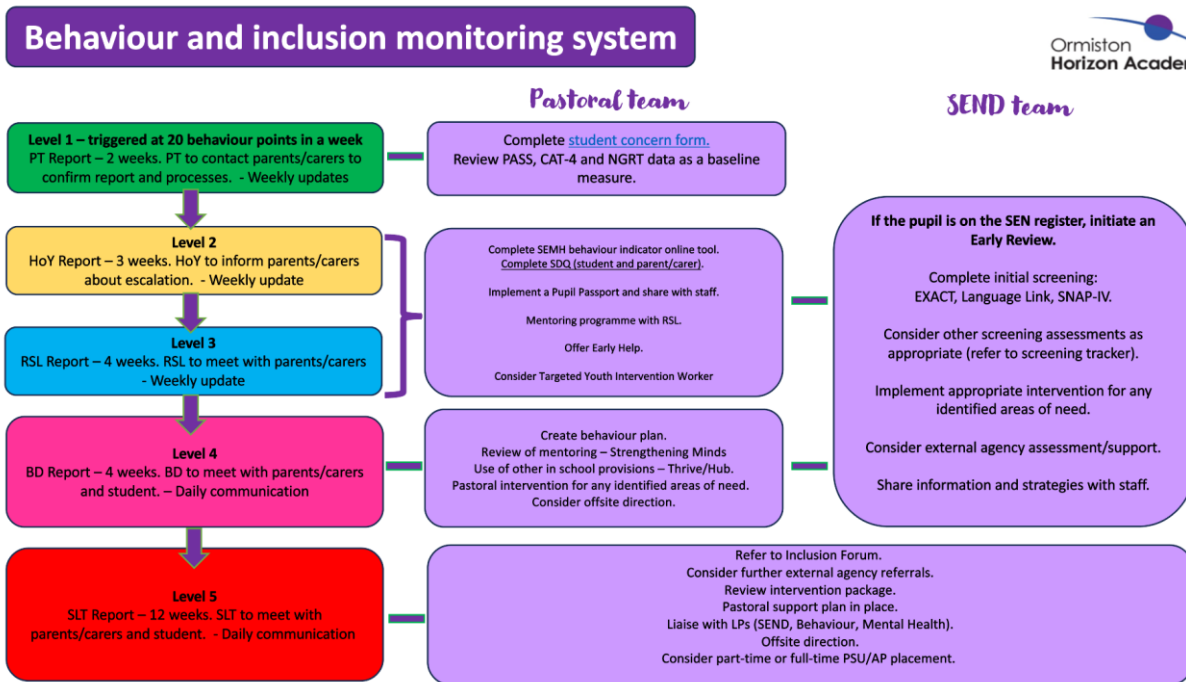 Behaviour and inclusion monitoring system
Ormiston
Horizon Academ
Pastoral team
SEND team
Level 1 – triggered at 20 behaviour points in a week
PT Report – 2 weeks. PT to contact parents/carers to
confirm report and processes. - Weekly updates
Complete student concern form.
Review PASS, CAT-4 and NGRT data as a baseline
measure.
Level 2
HoY Report – 3 weeks. HoY to inform parents/carers
about escalation. - Weekly update
Level 3
RSL Report – 4 weeks. RSL to meet with parents/carers
- Weekly update
Complete SEMH behaviour indicator online tool.
Complete SDQ (student and parent/carer).
Implement a Pupil Passport and share with staff.
Mentoring programme with RSL.
Offer Early Help.
Consider Targeted Youth Intervention Worker
If the pupil is on the SEN register, initiate an
Early Review.
Complete initial screening:
EXACT, Language Link, SNAP-IV.
Consider other screening assessments as
appropriate (refer to screening tracker).
Implement appropriate intervention for any
identified areas of need.
Consider external agency assessment/support.
Share information and strategies with staff.
Level 4
BD Report – 4 weeks. BD to meet with parents/carers
and student. – Daily communication
Create behaviour plan.
Review of mentoring – Strengthening Minds
Use of other in school provisions – Thrive/Hub.
Pastoral intervention for any identified areas of need.
Consider offsite direction.
Level 5
SLT Report – 12 weeks. SLT to meet with
parents/carers and student. - Daily communication
Refer to Inclusion Forum.
Consider further external agency referrals.
Review intervention package.
Pastoral support plan in place.
Liaise with LPs (SEND, Behaviour, Mental Health).
Offsite direction.
Consider part-time or full-time PSU/AP placement.